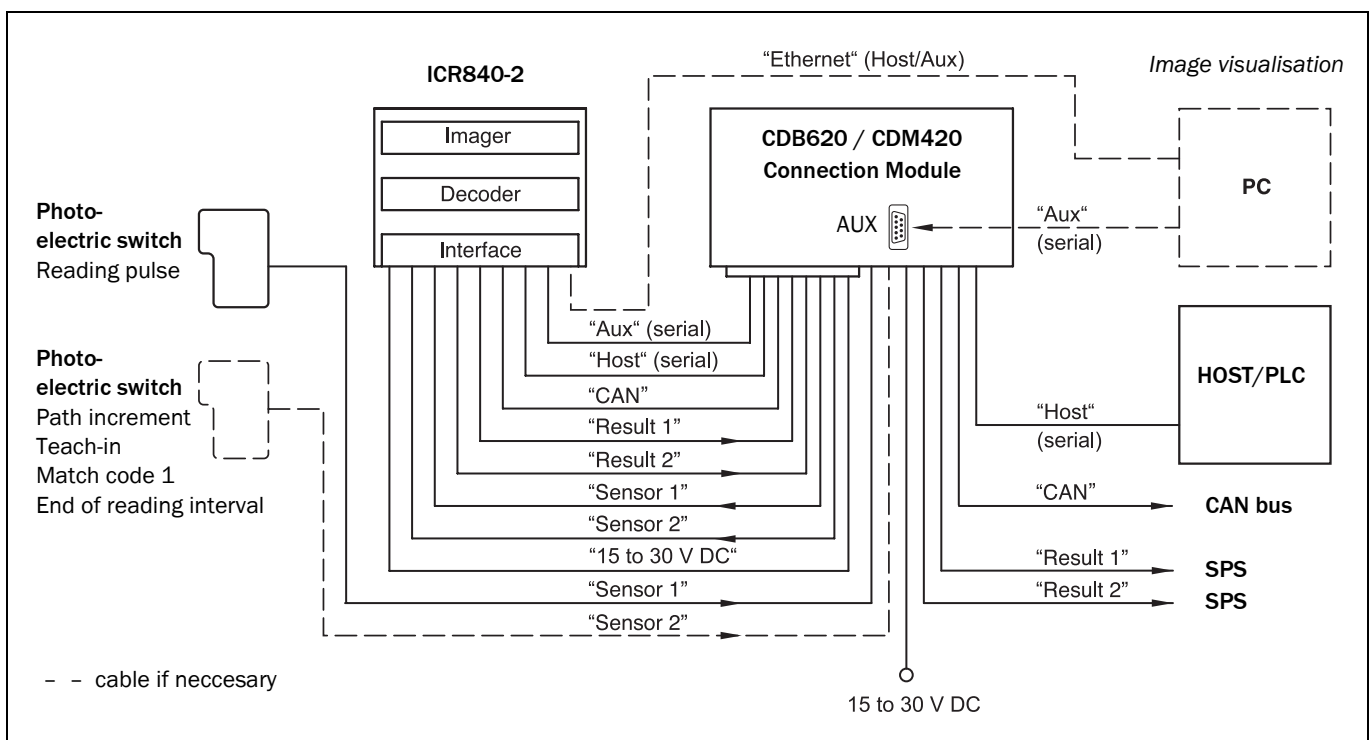 “Ethernet“ (Host/Aux)
Image visualisation
ICR840-2
Imager
Decoder
Interface
CDB620 / CDM420
Connection Module
AUX
PC
“Aux“
(serial)
Photo-
electric switch
Reading pulse
Photo-
electric switch
Path increment
Teach-in
Match code 1
End of reading interval
“Aux“ (serial)
“Host“ (serial)
“CAN”
“Result 1”
“Result 2”
“Sensor 1”
“Sensor 2”
“15 to 30 V DC“
“Sensor 1”
“Sensor 2”
HOST/PLC
“Host“
(serial)
“CAN”
CAN bus
“Result 1”
SPS
“Result 2”
SPS
– – cable if neccesary
15 to 30 V DC